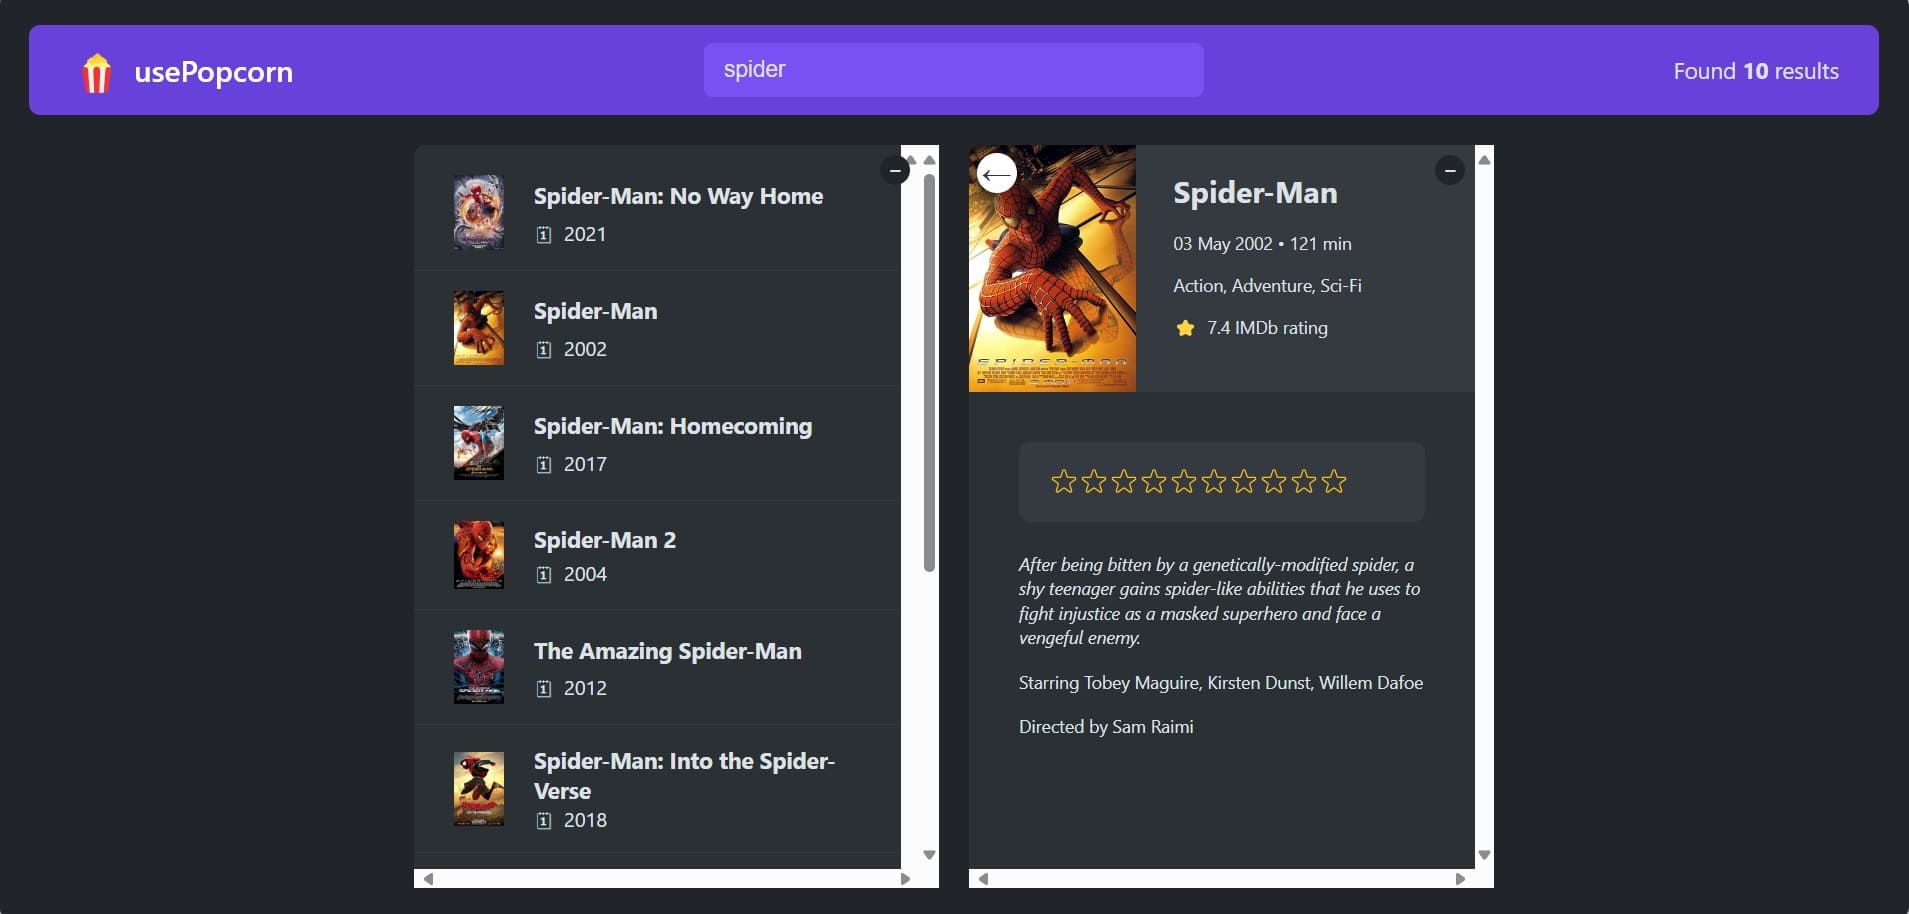 usePopcorn
spider
Found 10 results
Spider-Man: No Way Home
2021
Spider-Man
2002
Spider-Man: Homecoming
2017
Spider-Man 2
2004
The Amazing Spider-Man
2012
Spider-Man: Into the Spider-
Verse
2018
SPIDER-MAN
Spider-Man
03 May 2002 • 121 min
Action, Adventure, Sci-Fi
7.4 IMDb rating
After being bitten by a genetically-modified spider, a
shy teenager gains spider-like abilities that he uses to
fight injustice as a masked superhero and face a
vengeful enemy.
Starring Tobey Maguire, Kirsten Dunst, Willem Dafoe
Directed by Sam Raimi